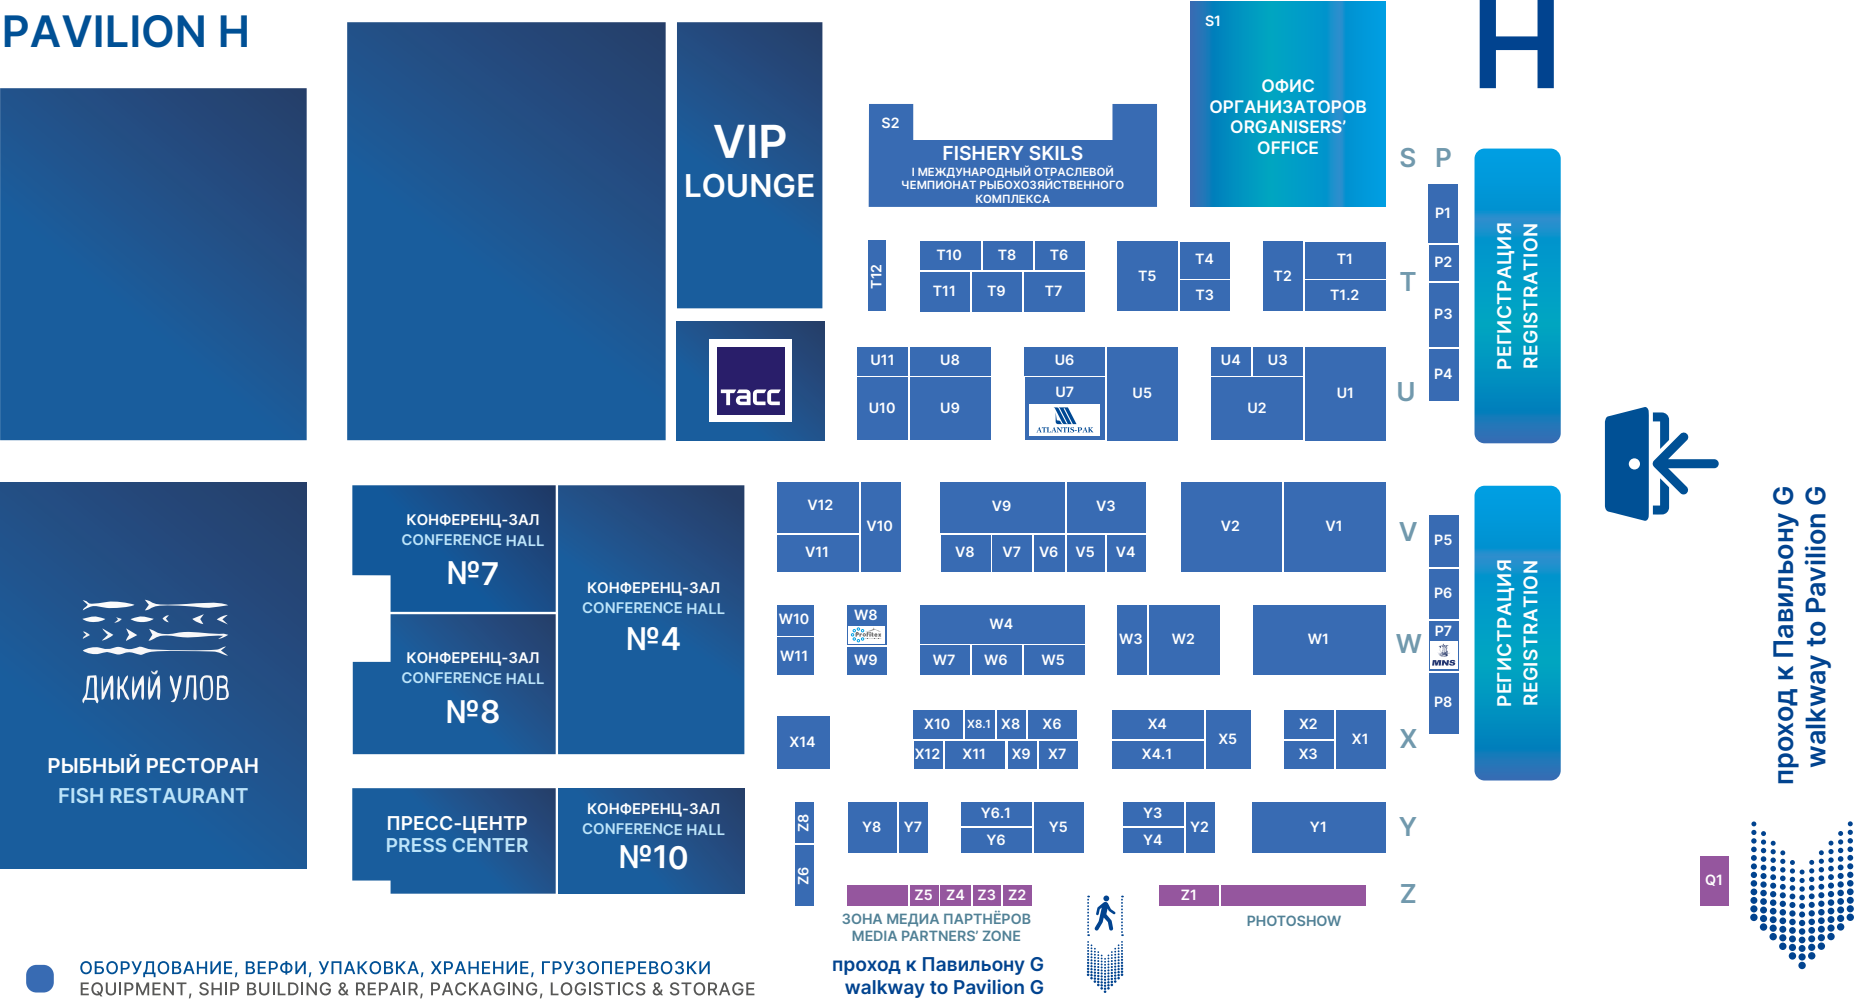 PAVILION H
VIP
LOUNGE
TACC
S1
ОФИС
ОРГАНИЗАТОРОВ
ORGANISERS'
OFFICE
H
S2
FISHERY SKILS
I МЕЖДУНАРОДНЫЙ ОТРАСЛЕВОЙ
ЧЕМПИОНАТ РЫБОХОЗЯЙСТВЕННОГО
КОМПЛЕКСА
S P
P1
P2
P3
P4
РЕГИСТРАЦИЯ
REGISTRATION
T12
T10 T8 T6
T11 T9 T7
T5
T4
T3
T2
T1
T1.2
T
U11 U8
U10 U9
U6
U7
ATLANTIS-PAK
U5
U4 U3
U2
U1
U
V12
V11
V10
V9 V3
V8 V7 V6 V5 V4
V2 V1
V
P5
P6
P7
MNS
P8
РЕГИСТРАЦИЯ
REGISTRATION
проход к Павильону G
walkway to Pavilion G
W10
W11
W8
Profitex
W9
W4
W7 W6 W5
W3 W2
W1
W
X14
X10 X8.1 X8 X6
X12 X11 X9 X7
X4
X4.1
X5
X2
X3
X1
X
Z8
Z6
Y8 Y7
Y6.1
Y6
Y5
Y3
Y4
Y2
Y1
Y
Z5 Z4 Z3 Z2
Z1
Z
Q1
ЗОНА МЕДИА ПАРТНЁРОВ
MEDIA PARTNERS' ZONE
PHOTOSHOW
проход к Павильону G
walkway to Pavilion G
КОНФЕРЕНЦ-ЗАЛ
CONFERENCE HALL
№7
КОНФЕРЕНЦ-ЗАЛ
CONFERENCE HALL
№8
КОНФЕРЕНЦ-ЗАЛ
CONFERENCE HALL
№4
ПРЕСС-ЦЕНТР
PRESS CENTER
КОНФЕРЕНЦ-ЗАЛ
CONFERENCE HALL
№10
ДИКИЙ УЛОВ
РЫБНЫЙ РЕСТОРАН
FISH RESTAURANT
ОБОРУДОВАНИЕ, ВЕРФИ, УПАКОВКА, ХРАНЕНИЕ, ГРУЗОПЕРЕВОЗКИ
EQUIPMENT, SHIP BUILDING & REPAIR, PACKAGING, LOGISTICS & STORAGE